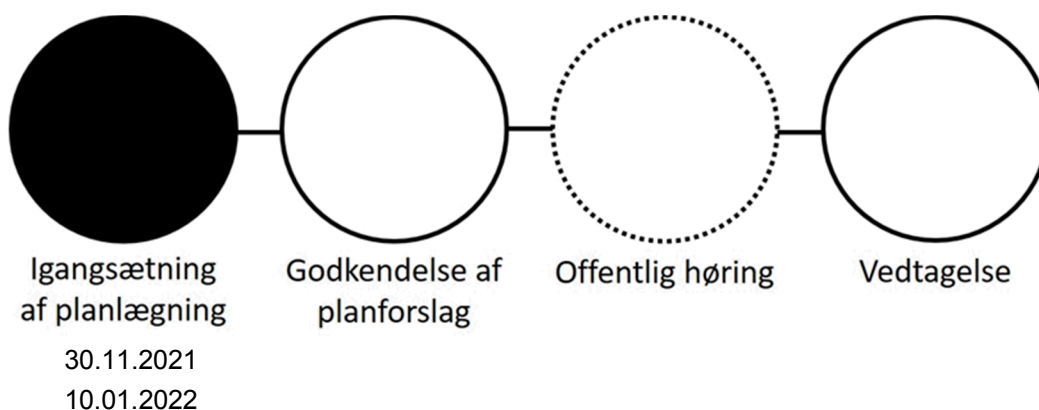 Igangsætning
af planlægning
30.11.2021
10.01.2022
Godkendelse af
planforslag
Offentlig høring
Vedtagelse